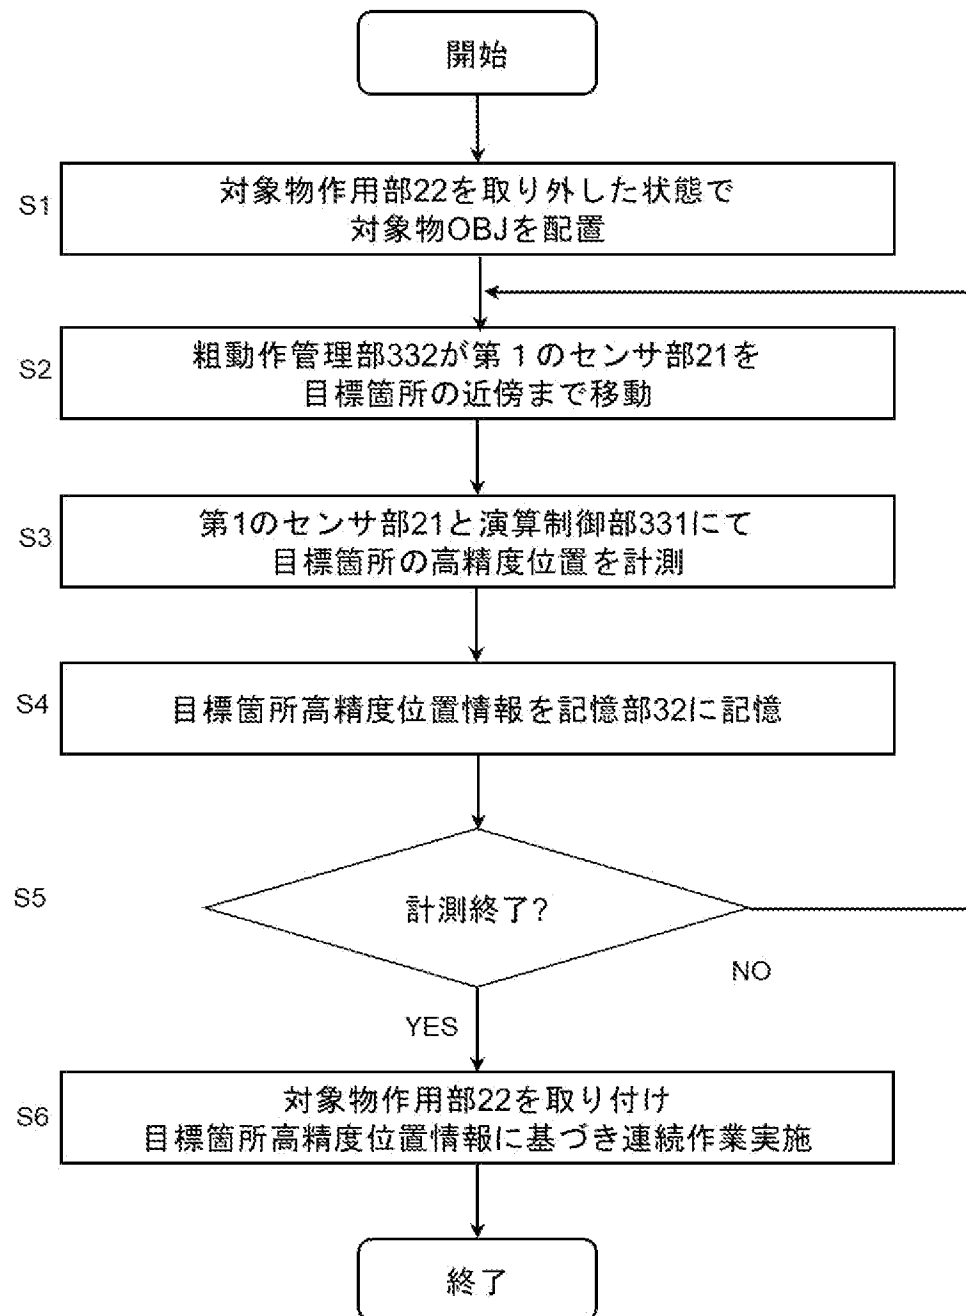 開始
S1
対象物作用部22を取り外した状態で
対象物OBJを配置
S2
粗動作管理部332が第１のセンサ部21を
目標箇所の近傍まで移動
S3
第1のセンサ部21と演算制御部331にて
目標箇所の高精度位置を計測
S4
目標箇所高精度位置情報を記憶部32に記憶
S5
計測終了?
NO
YES
S6
対象物作用部22を取り付け
目標箇所高精度位置情報に基づき連続作業実施
終了